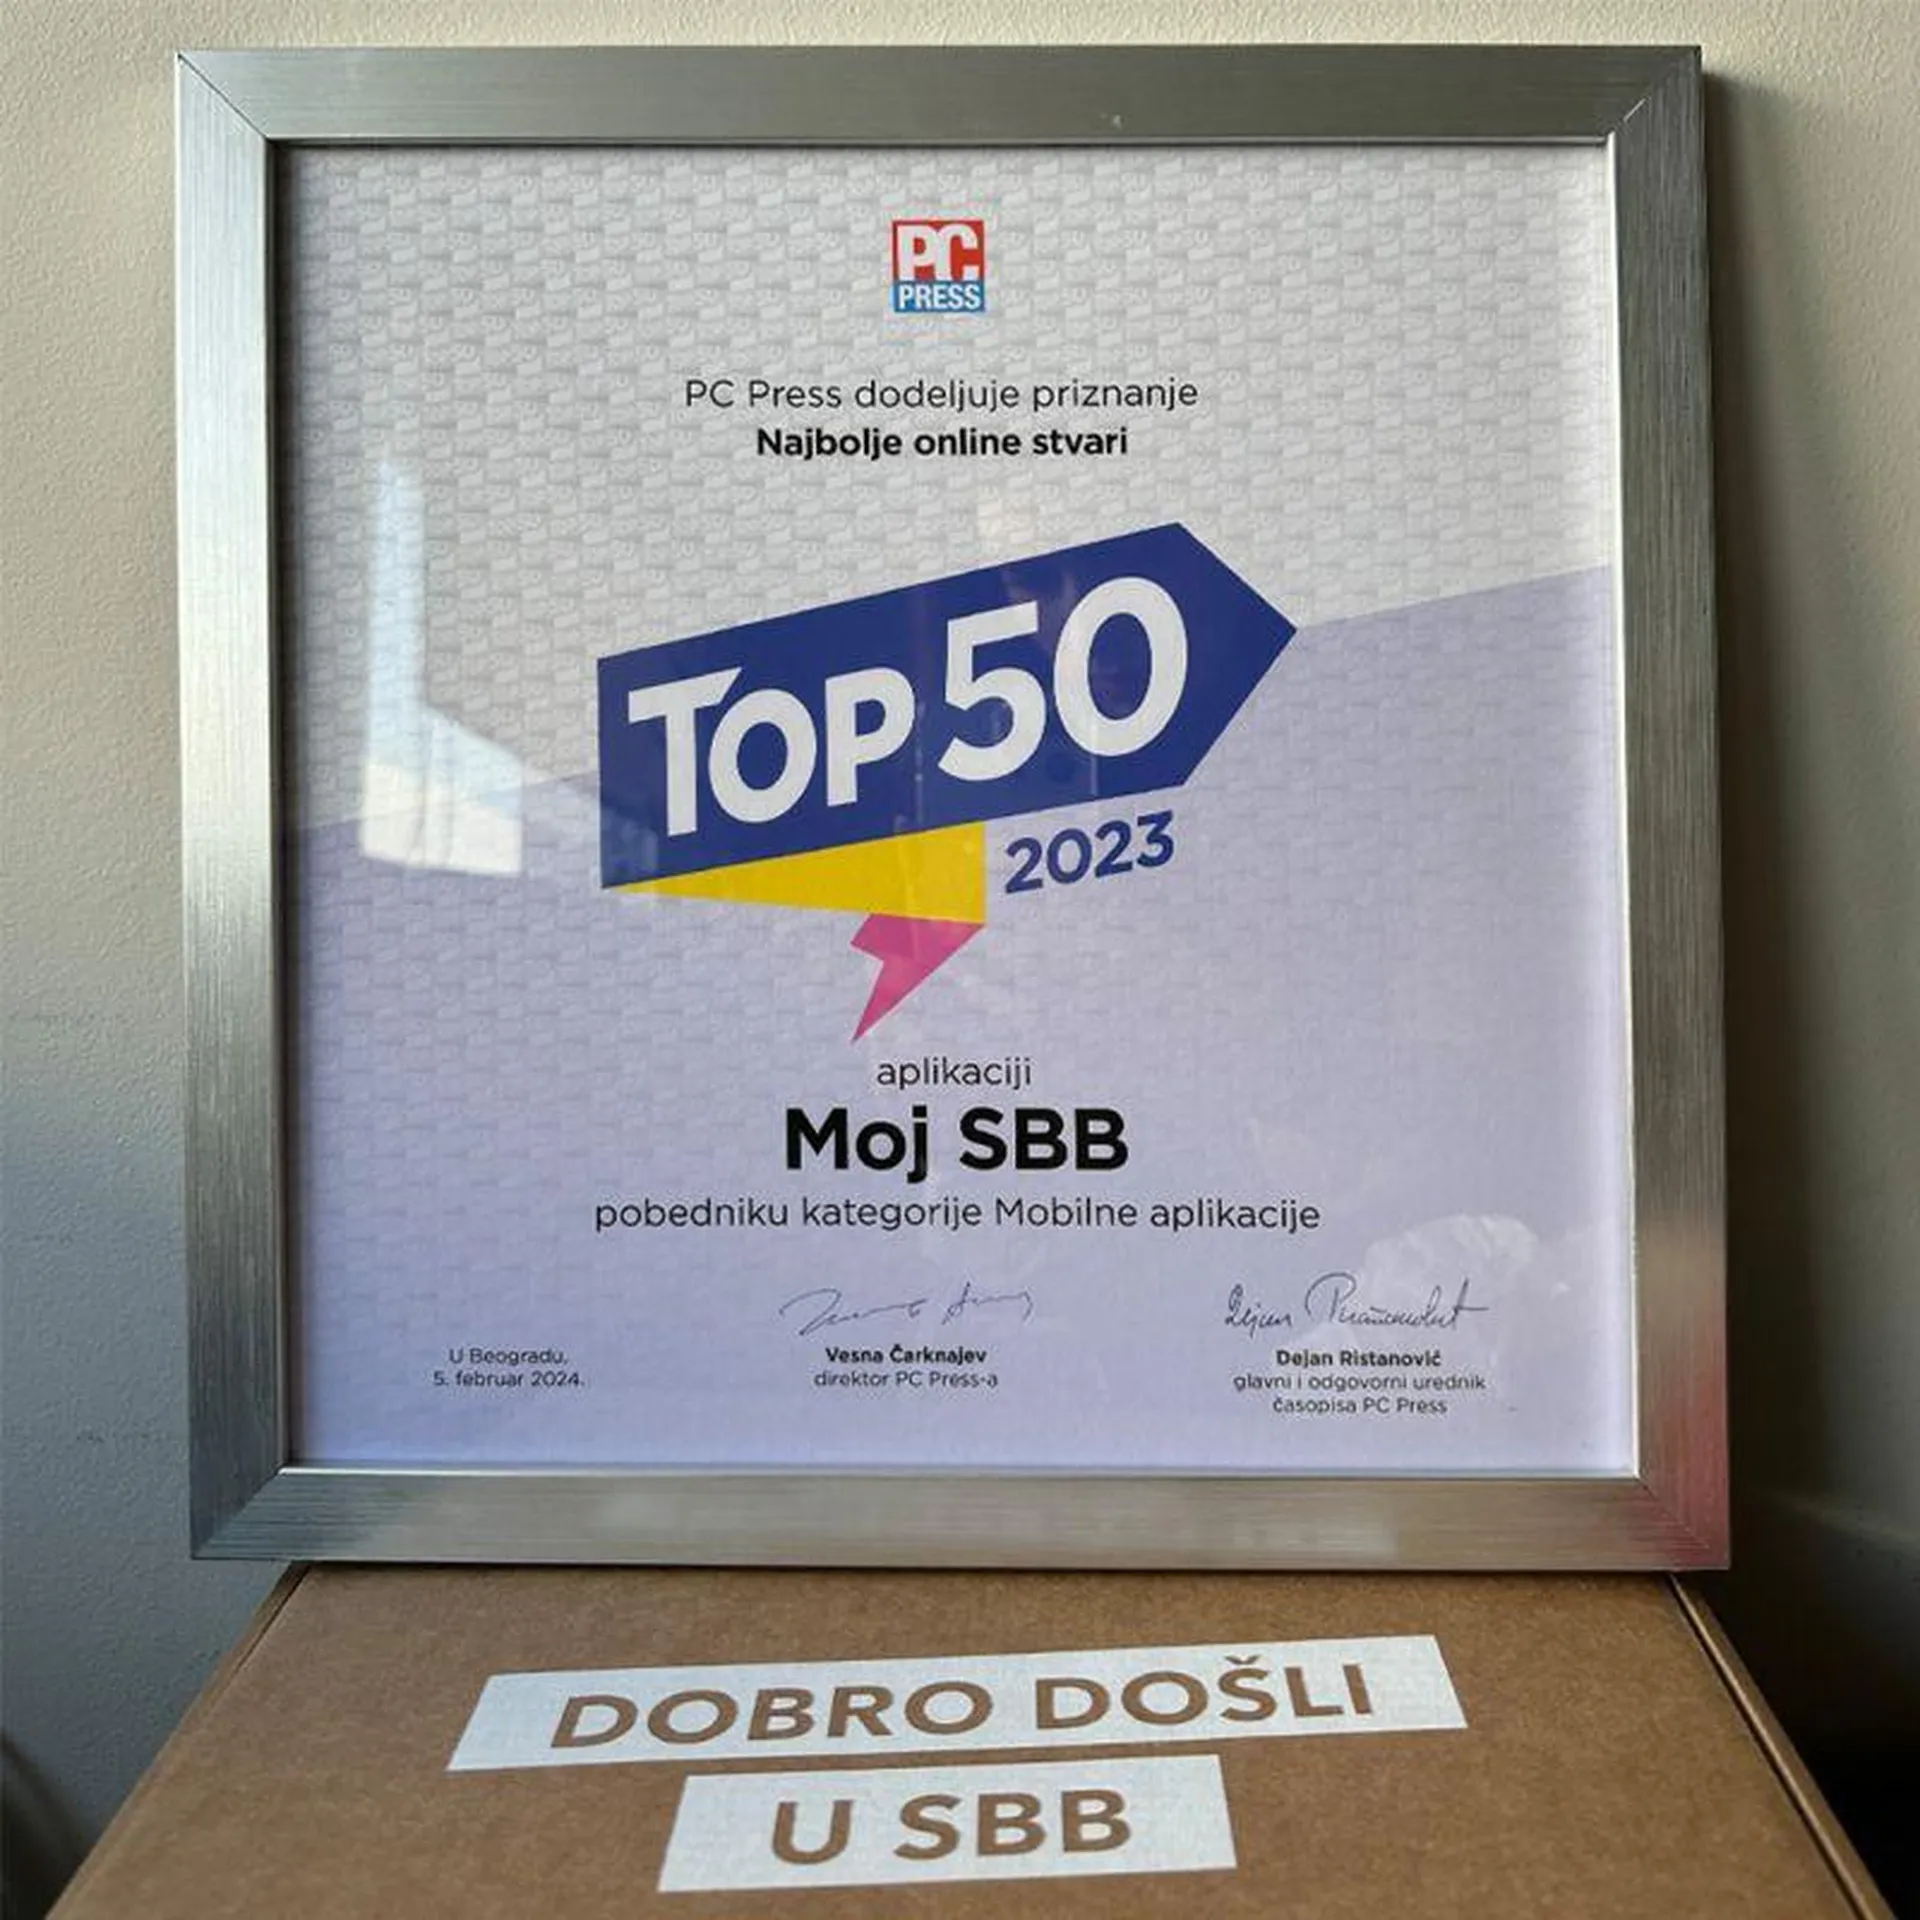 PC
PRESS
PC Press dodeljuje priznanje
Najbolje online stvari
TOP 50
2023
aplikaciji
Moj SBB
pobedniku kategorije Mobilne aplikacije
U Beogradu,
5. februar 2024.
Vesna Čarknajev
direktor PC Press-a
Dejan Ristanović
Dejan Ristanović
glavni i odgovorni urednik
časopisa PC Press
DOBRO DOŠLI
U SBB